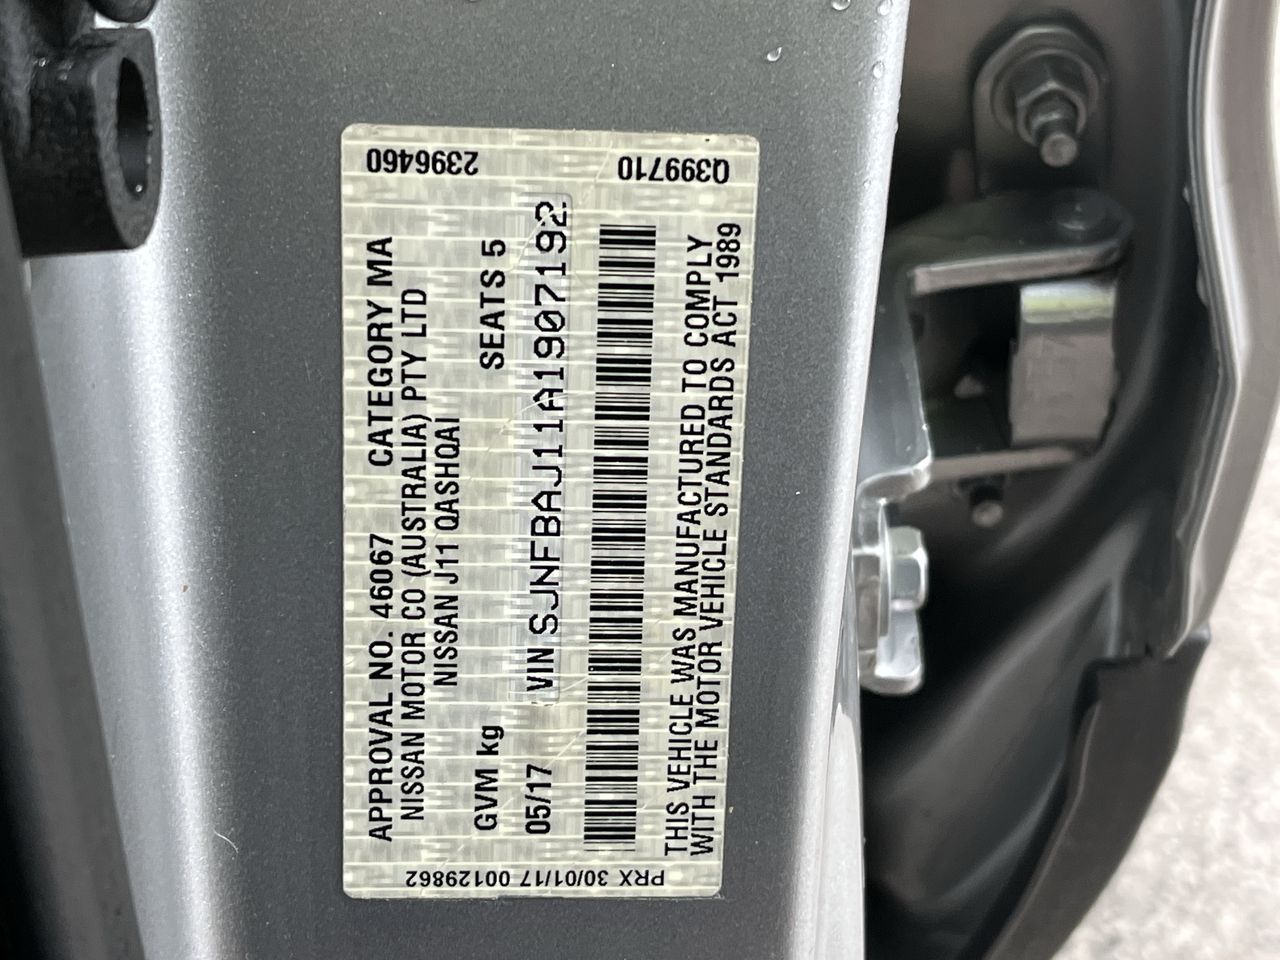 APPROVAL NO. 46067 CATEGORY MA
NISSAN MOTOR CO (AUSTRALIA) PTY LTD
NISSAN J11 QASHQAI
GVM kg SEATS 5
05/17 VIN SJNFBAJ11A1907192
THIS VEHICLE WAS MANUFACTURED TO COMPLY
WITH THE MOTOR VEHICLE STANDARDS ACT 1989
2396460 Q399710
PRX 30/01/17 00129862